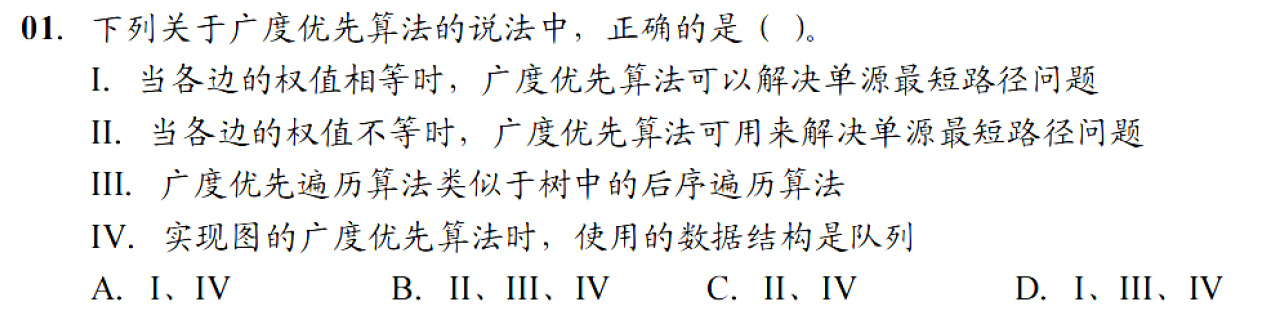 01. 下列关于广度优先算法的说法中，正确的是（ ）。
I. 当各边的权值相等时，广度优先算法可以解决单源最短路径问题
II. 当各边的权值不等时，广度优先算法可用来解决单源最短路径问题
III. 广度优先遍历算法类似于树中的后序遍历算法
IV. 实现图的广度优先算法时，使用的数据结构是队列
A. I、IV B. II、III、IV C. II、IV D. I、III、IV